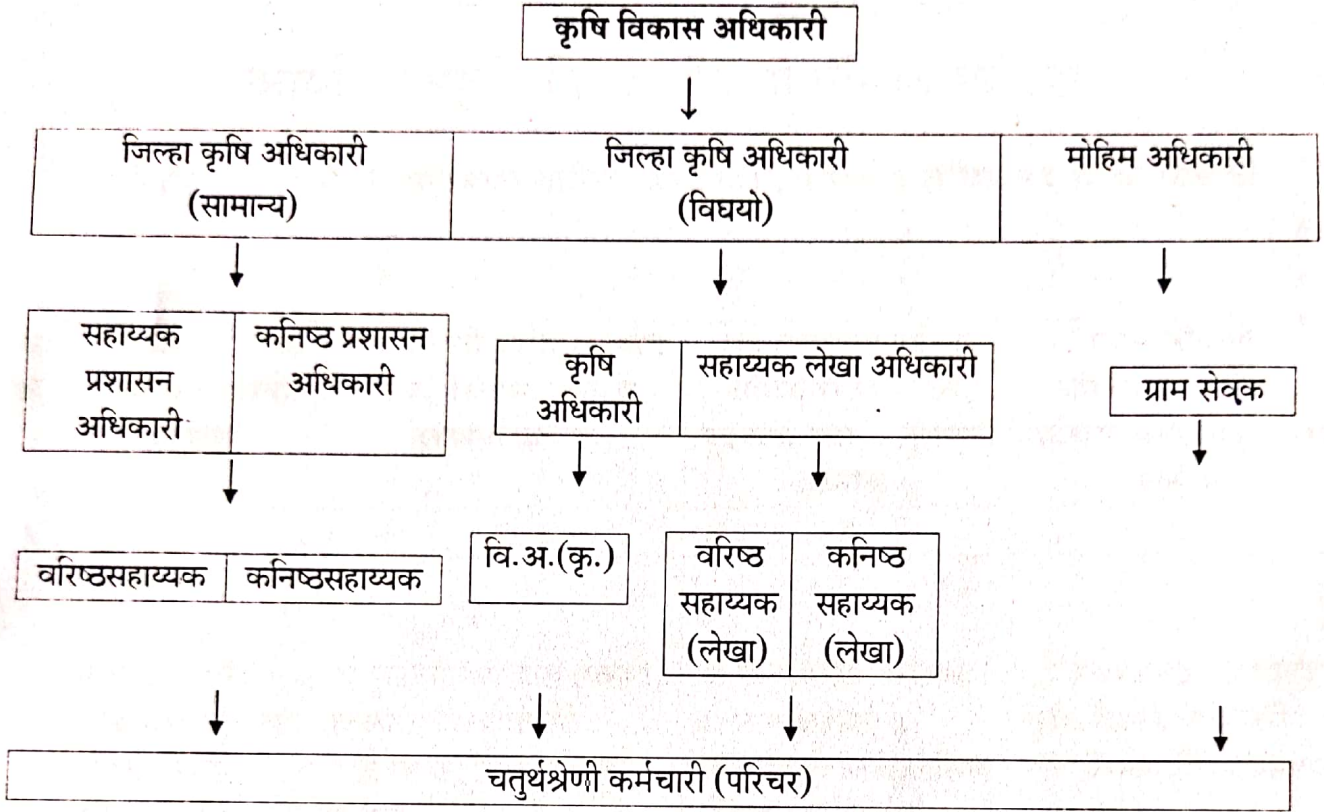 कृषि विकास अधिकारी
जिल्हा कृषि अधिकारी
(सामान्य)
जिल्हा कृषि अधिकारी
(विघयो)
मोहिम अधिकारी
सहाय्यक
प्रशासन
अधिकारी
कनिष्ठ प्रशासन
अधिकारी
कृषि
अधिकारी
सहाय्यक लेखा अधिकारी
ग्राम सेवक
वरिष्ठसहाय्यक
कनिष्ठसहाय्यक
वि.अ.(कृ.)
वरिष्ठ
सहाय्यक
(लेखा)
कनिष्ठ
सहाय्यक
(लेखा)
चतुर्थश्रेणी कर्मचारी (परिचर)